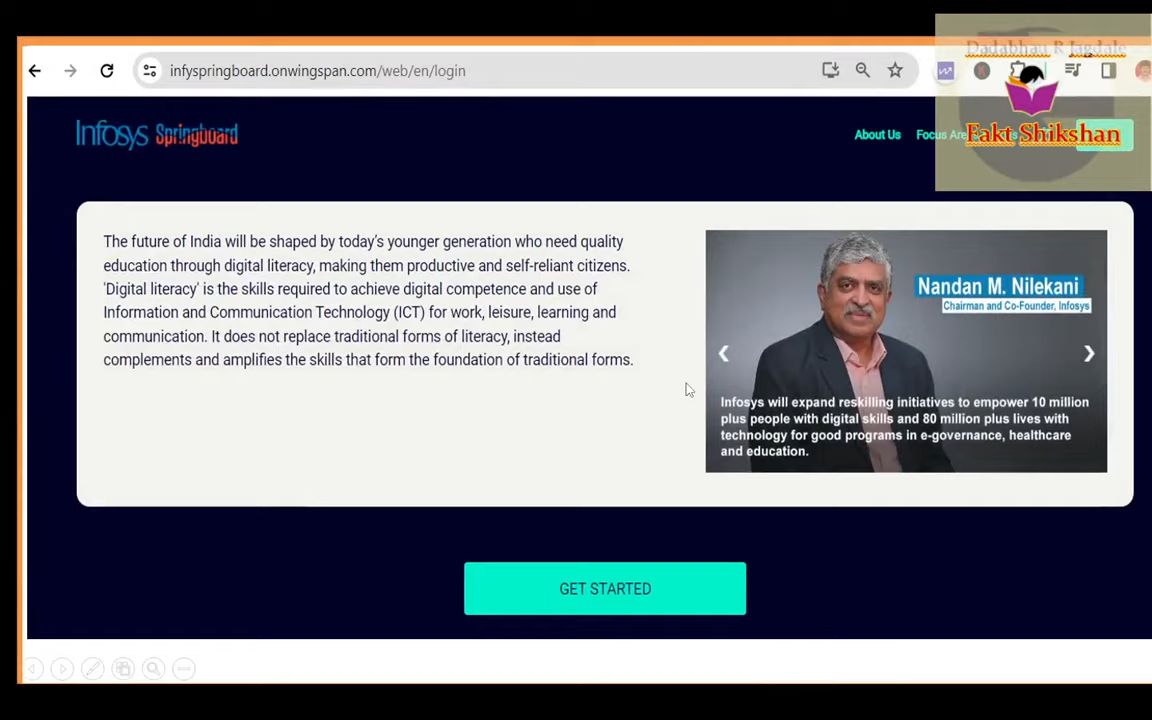 Dadabhau R Jagdale
infyspringboard.onwingspan.com/web/en/login
Infosys Springboard
About Us Focus Are
Fakt Shikshan
The future of India will be shaped by today's younger generation who need quality
education through digital literacy, making them productive and self-reliant citizens.
'Digital literacy' is the skills required to achieve digital competence and use of
Information and Communication Technology (ICT) for work, leisure, learning and
communication. It does not replace traditional forms of literacy, instead
complements and amplifies the skills that form the foundation of traditional forms.
Nandan M. Nilekani
Chairman and Co-Founder, Infosys
Infosys will expand reskilling initiatives to empower 10 million
plus people with digital skills and 80 million plus lives with
technology for good programs in e-governance, healthcare
and education.
GET STARTED